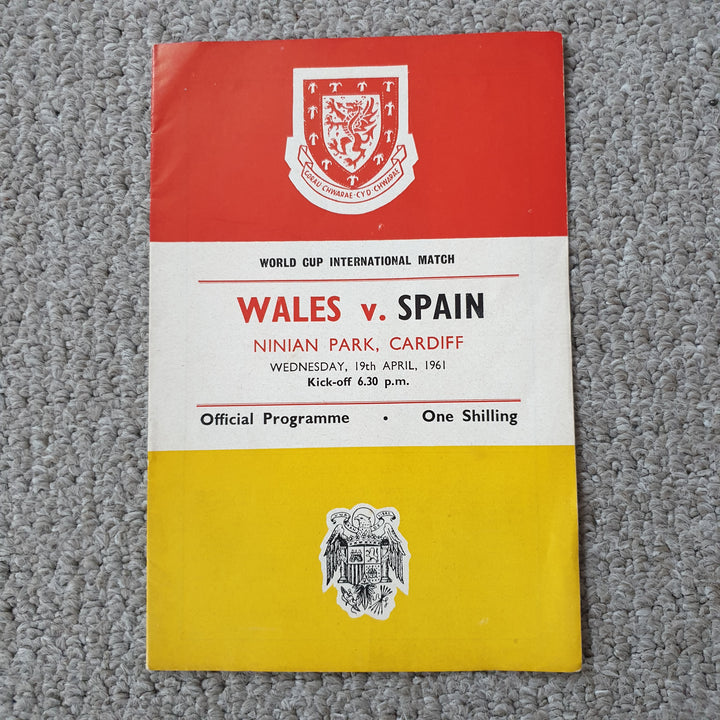 GORAU CHWARAE · CYD CHWARAE
WORLD CUP INTERNATIONAL MATCH
WALES v. SPAIN
NINIAN PARK, CARDIFF
WEDNESDAY, 19th APRIL, 1961
Kick-off 6.30 p.m.
Official Programme • One Shilling